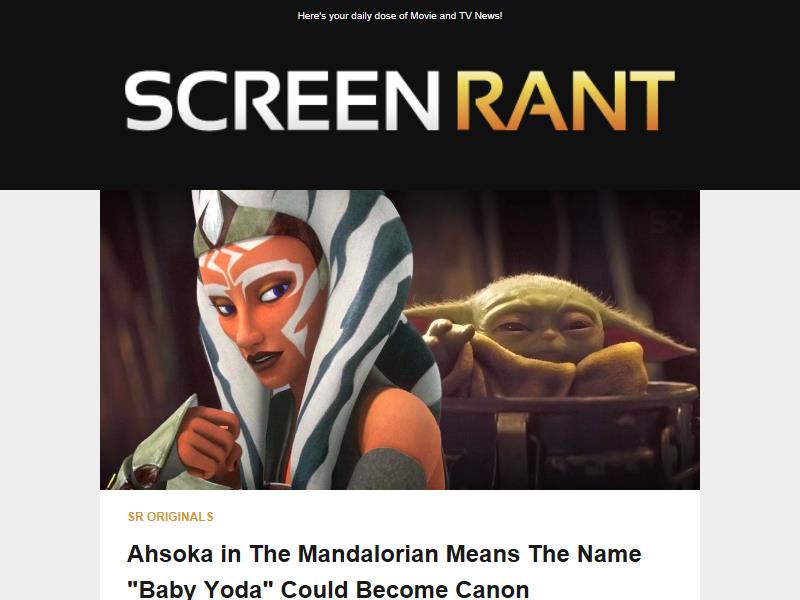 Here's your daily dose of Movie and TV News!
SCREEN RANT
SR
SR ORIGINALS
Ahsoka in The Mandalorian Means The Name
"Baby Yoda" Could Become Canon